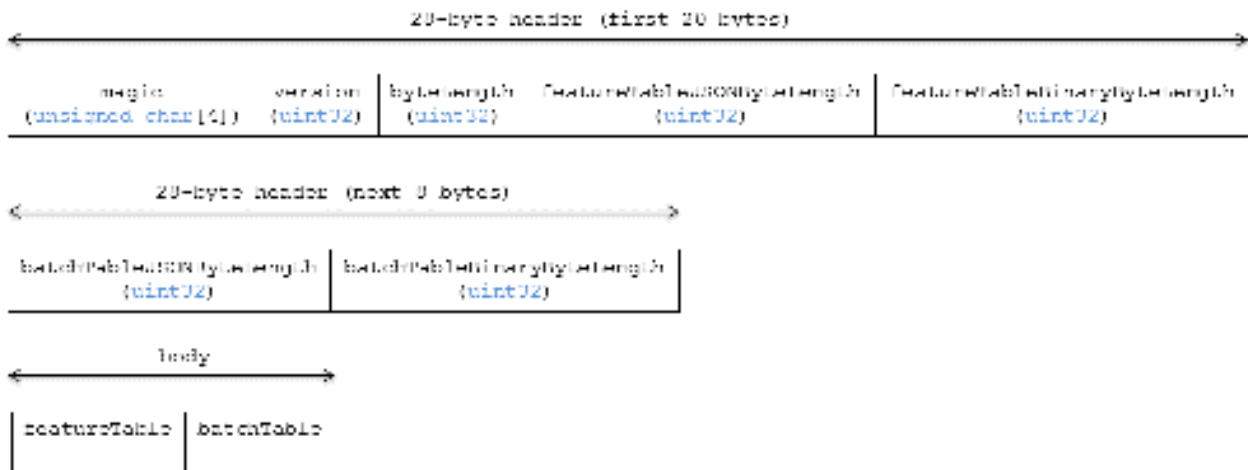 28-byte header (first 20 bytes)
magic version byteLength featureTableJSONByteLength featureTableBinaryByteLength
(unsigned char[4]) (uint32) (uint32) (uint32) (uint32)
28-byte header (next 8 bytes)
batchTableJSONByteLength batchTableBinaryByteLength
(uint32) (uint32)
body
featureTable batchTable